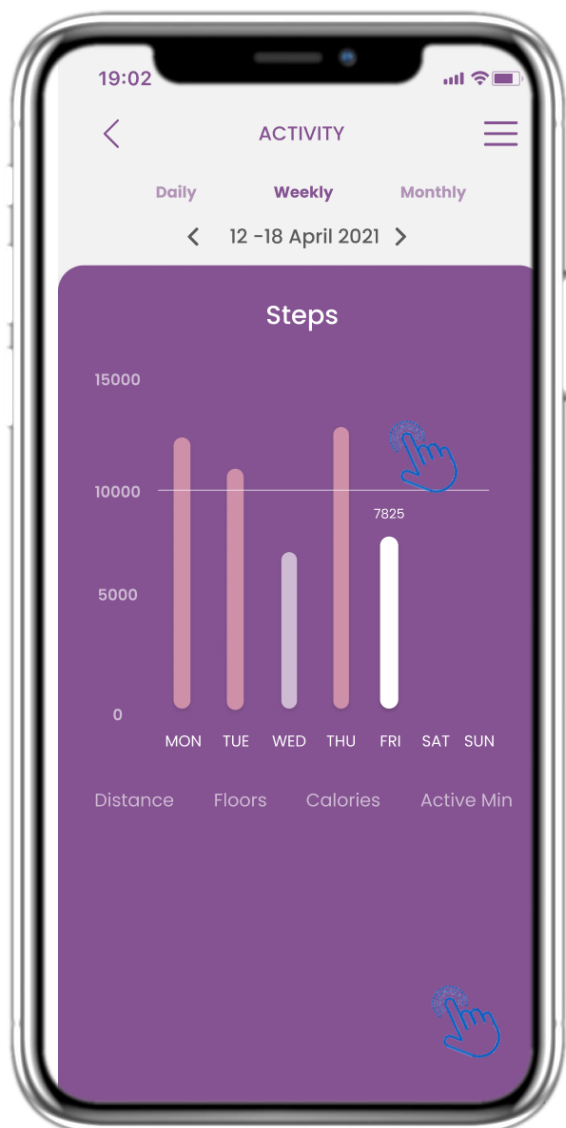 19:02
ACTIVITY
Daily Weekly Monthly
12 -18 April 2021
Steps
15000
10000
7825
5000
0
MON TUE WED THU FRI SAT SUN
Distance Floors Calories Active Min